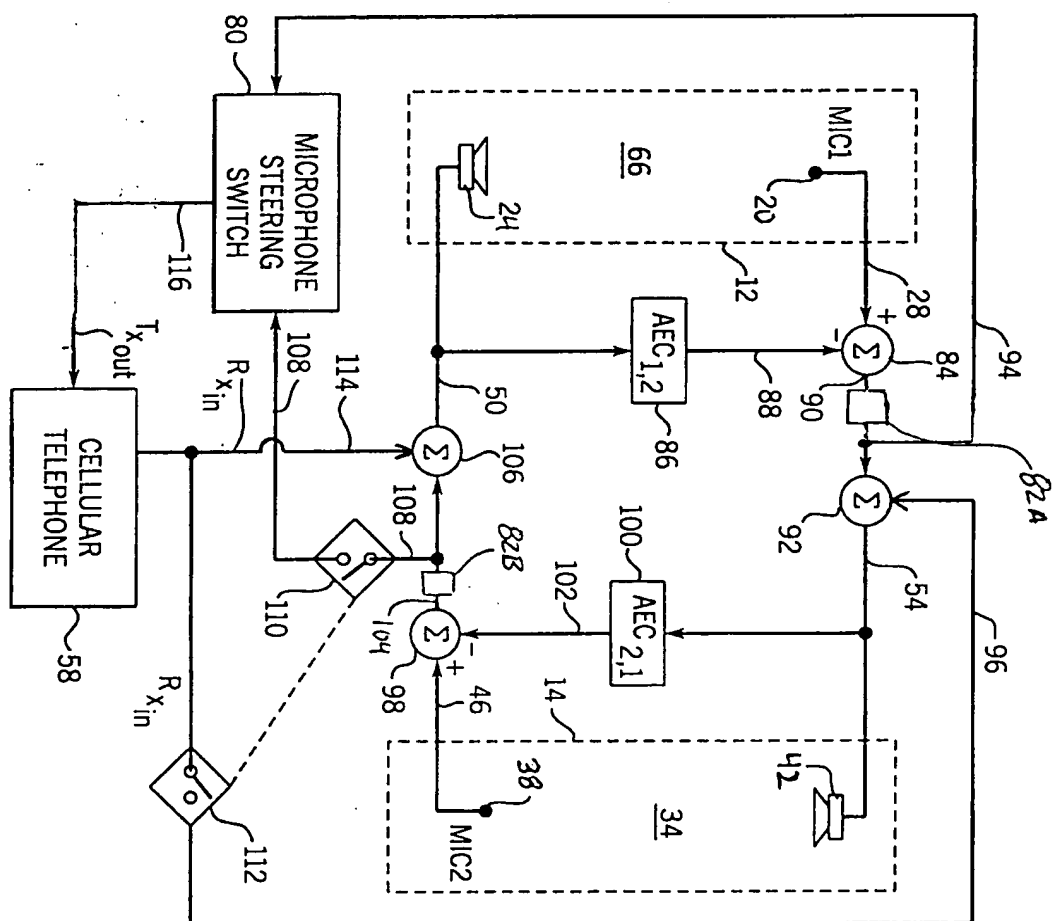 94
80
MICROPHONE
STEERING
SWITCH
116
Txout
CELLULAR
TELEPHONE
58
108
Rxin
114
Rxin
112
MIC1
20
66
24
12
28
+
-
Σ
84
90
82A
88
AEC1,2
86
50
Σ
106
108
110
82B
104
Σ
92
54
96
100
AEC2,1
102
-
+
Σ
98
46
14
42
34
38
MIC2